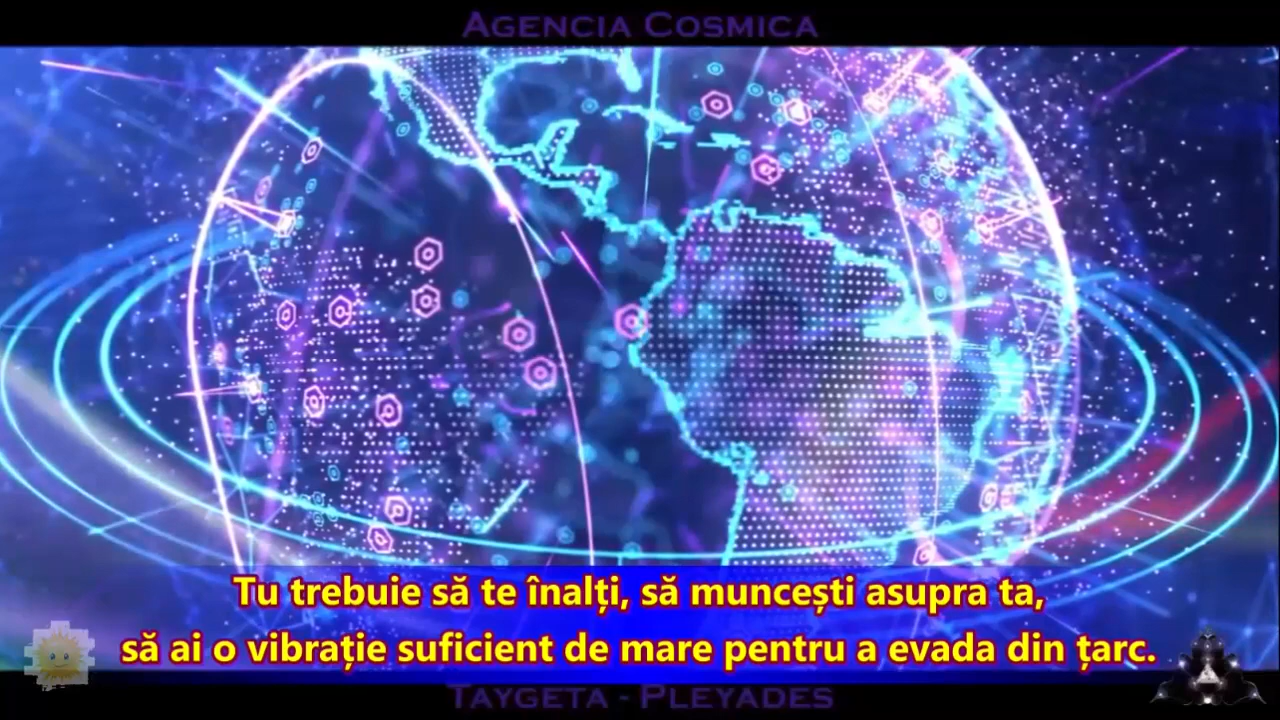 AGENCIA COSMICA
Tu trebuie să te înalți, să muncești asupra ta,
să ai o vibrație suficient de mare pentru a evada din țarc.
TAYGETA - PLEYADES